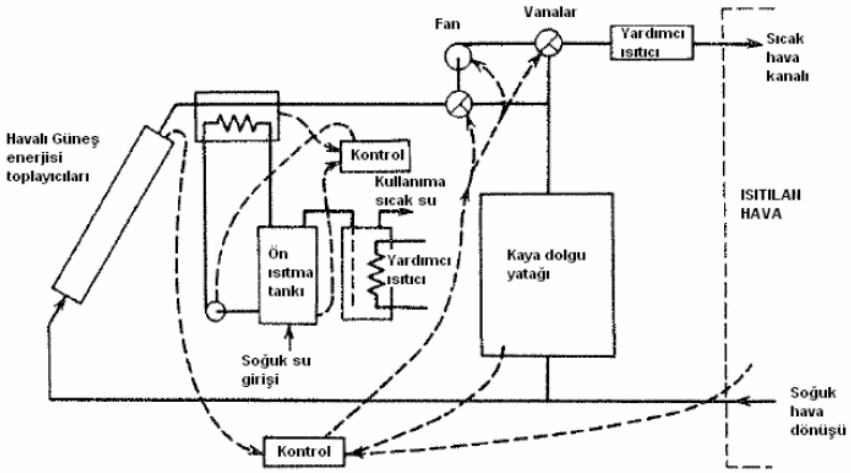 Fan
Vanalar
Yardımcı
ısıtıcı
Sıcak
hava
kanalı
Havalı Güneş
enerjisi
toplayıcıları
Kontrol
Kullanıma
sıcak su
ISITILAN
HAVA
Ön
ısıtma
tankı
Yardımcı
ısıtıcı
Kaya dolgu
yatağı
Soğuk su
girişi
Soğuk
hava
dönüşü
Kontrol